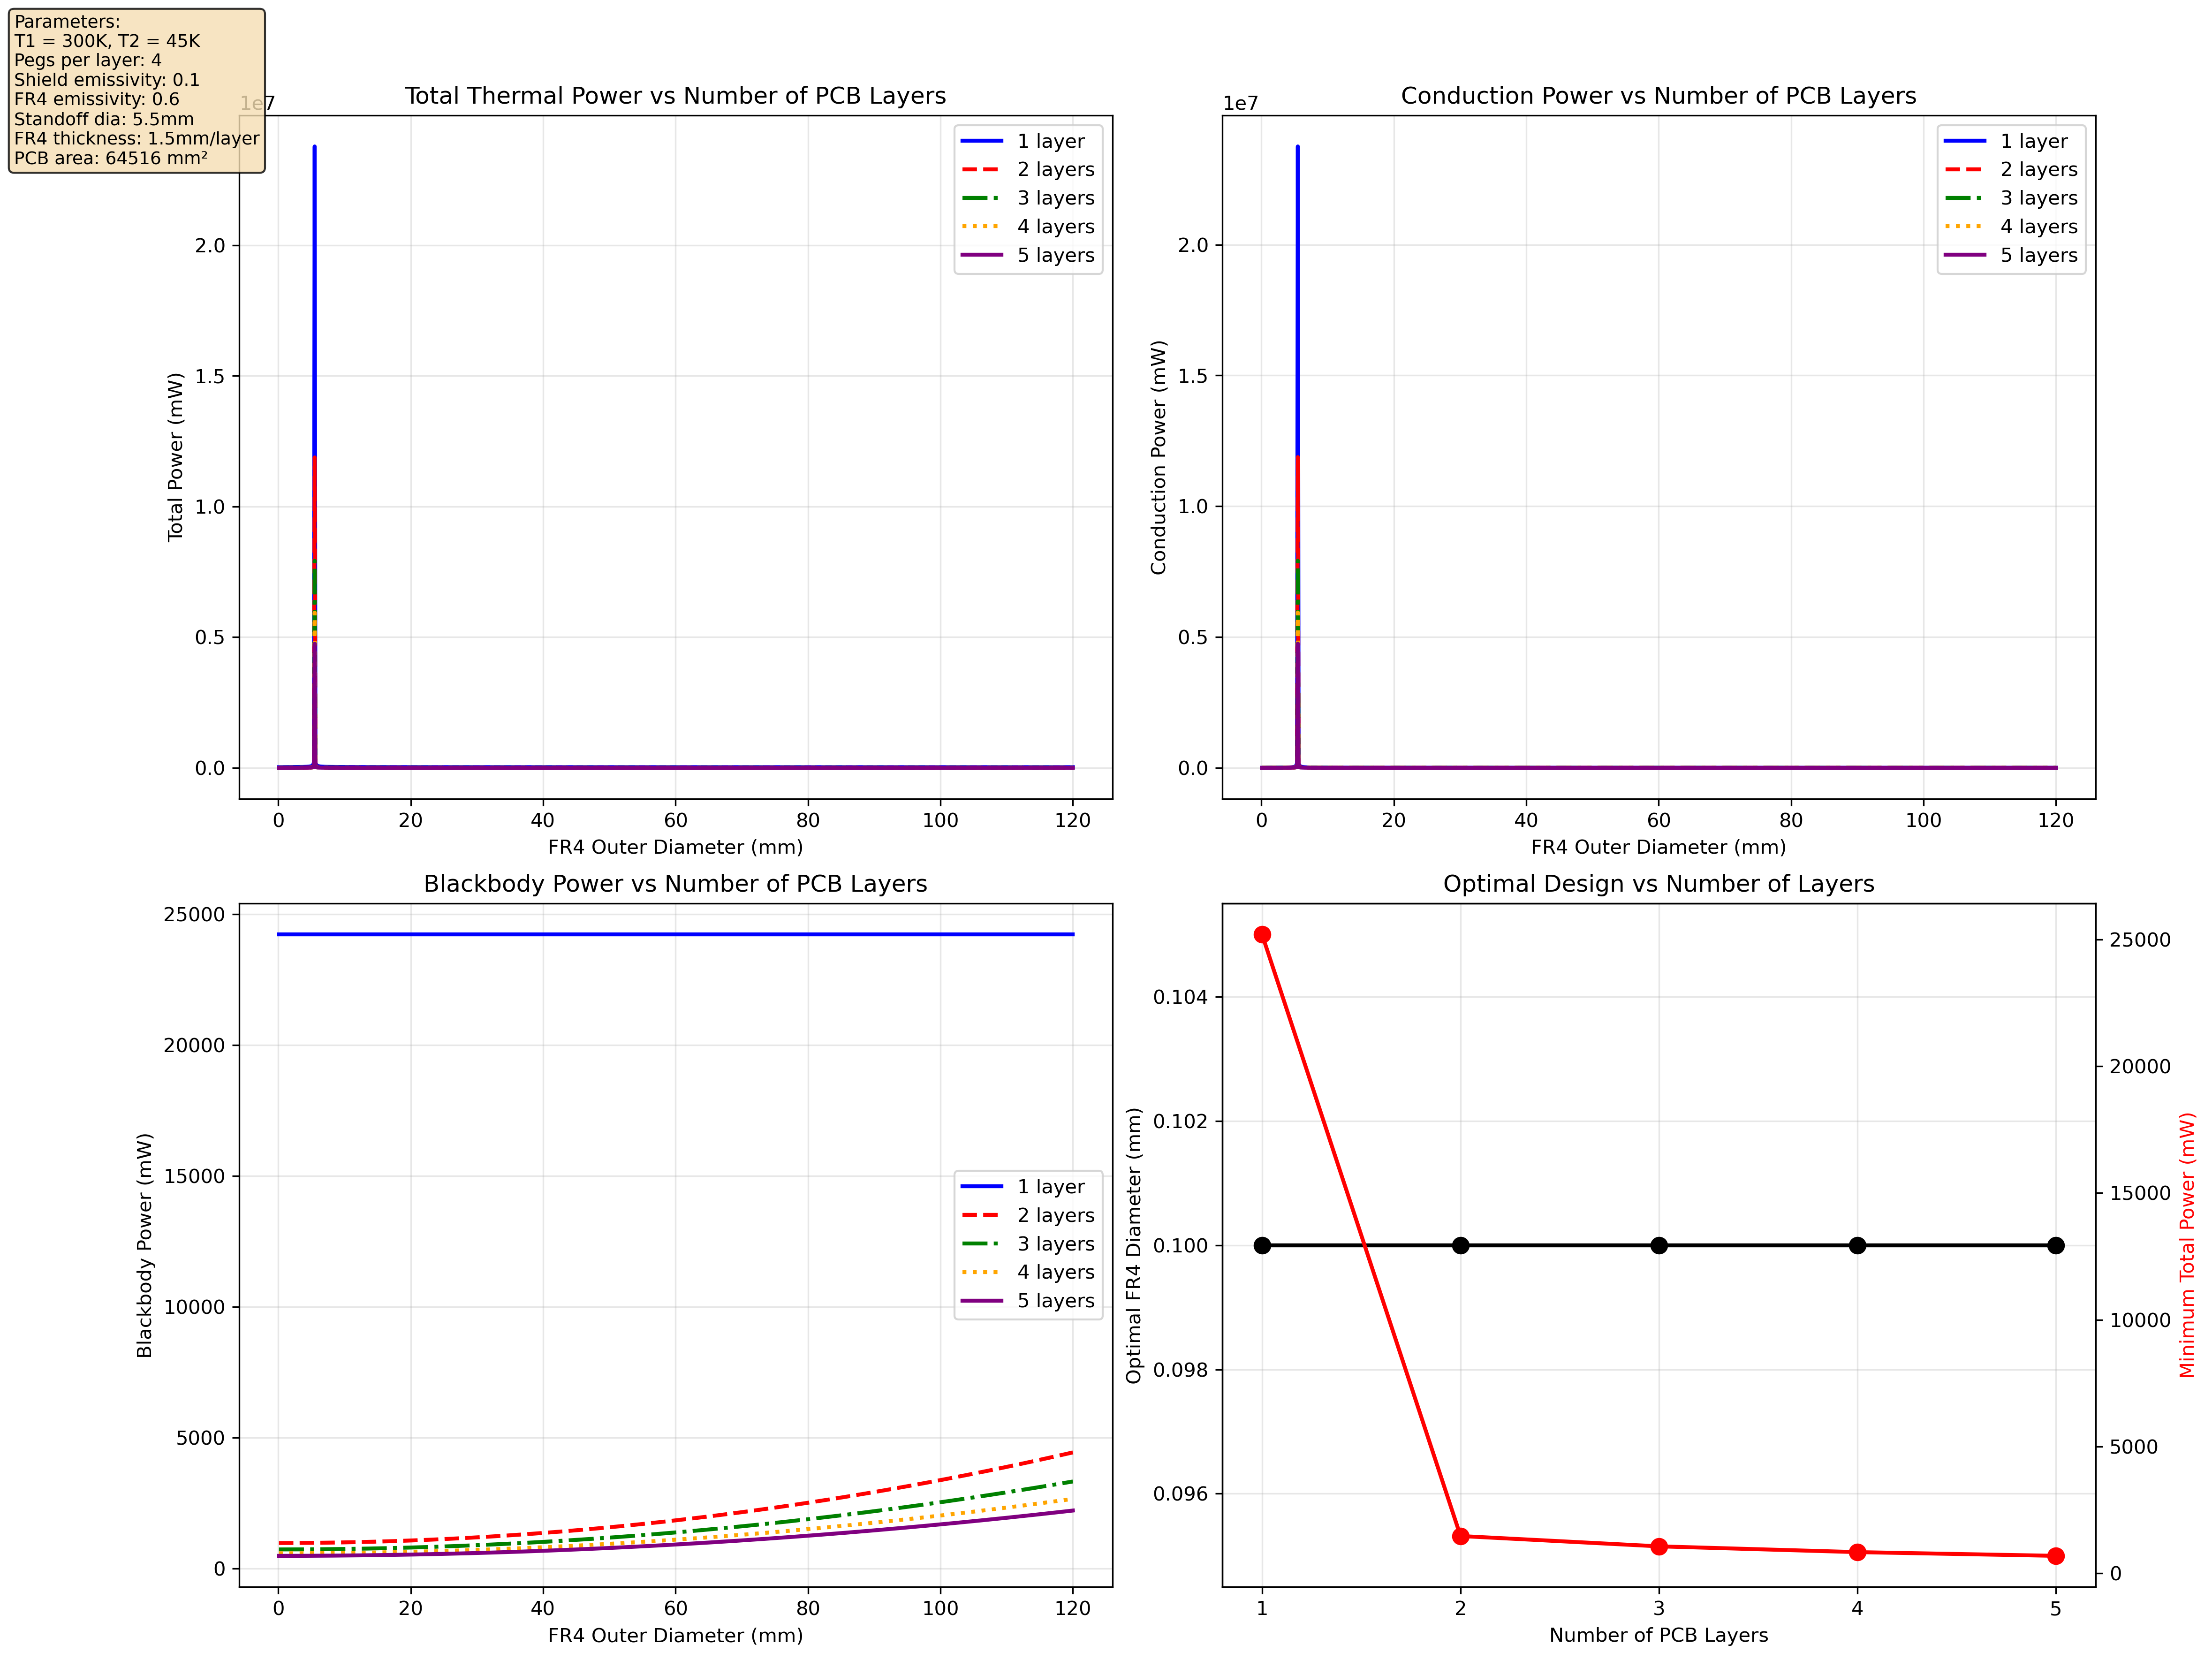 Parameters:
T1 = 300K, T2 = 45K
Pegs per layer: 4
Shield emissivity: 0.1
FR4 emissivity: 0.6
Standoff dia: 5.5mm
FR4 thickness: 1.5mm/layer
PCB area: 64516 mm²
Total Thermal Power vs Number of PCB Layers
1e7
Total Power (mW)
2.0
1.5
1.0
0.5
0.0
1 layer
2 layers
3 layers
4 layers
5 layers
0 20 40 60 80 100 120
FR4 Outer Diameter (mm)
Conduction Power vs Number of PCB Layers
1e7
Conduction Power (mW)
2.0
1.5
1.0
0.5
0.0
1 layer
2 layers
3 layers
4 layers
5 layers
0 20 40 60 80 100 120
FR4 Outer Diameter (mm)
Blackbody Power vs Number of PCB Layers
Blackbody Power (mW)
25000
20000
15000
10000
5000
0
1 layer
2 layers
3 layers
4 layers
5 layers
0 20 40 60 80 100 120
FR4 Outer Diameter (mm)
Optimal Design vs Number of Layers
Optimal FR4 Diameter (mm)
0.104
0.102
0.100
0.098
0.096
25000
20000
15000
10000
5000
0
Minimum Total Power (mW)
1 2 3 4 5
Number of PCB Layers